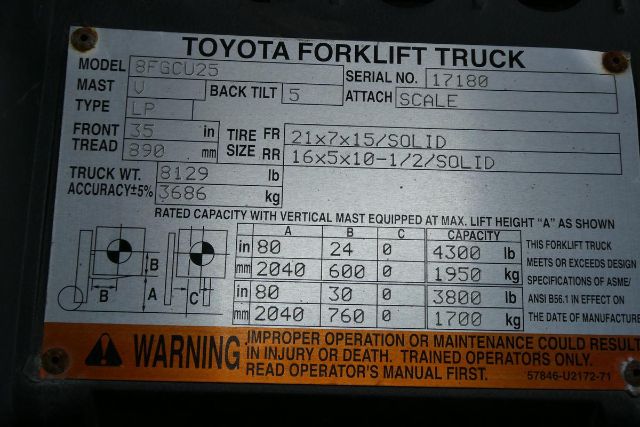 TOYOTA FORKLIFT TRUCK
MODEL 8FGCU25 SERIAL NO. 17180
MAST V BACK TILT 5 ATTACH SCALE
TYPE LP
FRONT TREAD 35 in TIRE SIZE FR 21x7x15/SOLID
890 mm RR 16x5x10-1/2/SOLID
TRUCK WT. 8129 lb
ACCURACY±5% 3686 kg
RATED CAPACITY WITH VERTICAL MAST EQUIPPED AT MAX. LIFT HEIGHT "A" AS SHOWN
A B C CAPACITY
in 80 24 0 4300 lb
mm 2040 600 0 1950 kg
in 80 30 0 3800 lb
mm 2040 760 0 1700 kg
THIS FORKLIFT TRUCK
MEETS OR EXCEEDS DESIGN
SPECIFICATIONS OF ASME/
ANSI B56.1 IN EFFECT ON
THE DATE OF MANUFACTURE
B
B A
C
WARNING
IMPROPER OPERATION OR MAINTENANCE COULD RESULT
IN INJURY OR DEATH. TRAINED OPERATORS ONLY.
READ OPERATOR'S MANUAL FIRST. 57846-U2172-71